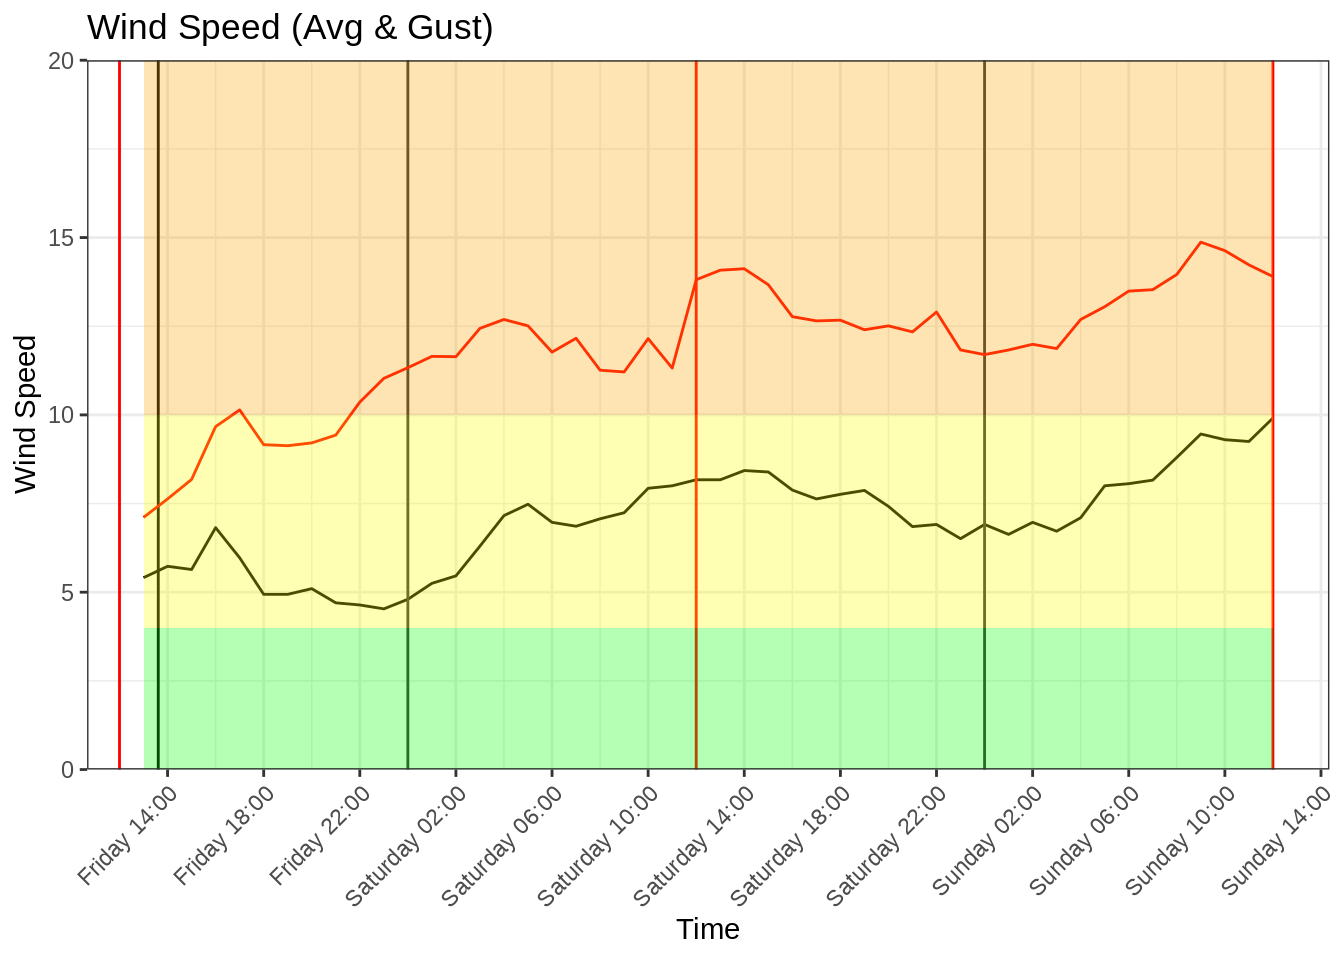 Wind Speed (Avg & Gust)
20
15
10
5
0
Wind Speed
Friday 14:00
Friday 18:00
Friday 22:00
Saturday 02:00
Saturday 06:00
Saturday 10:00
Saturday 14:00
Saturday 18:00
Saturday 22:00
Sunday 02:00
Sunday 06:00
Sunday 10:00
Sunday 14:00
Time